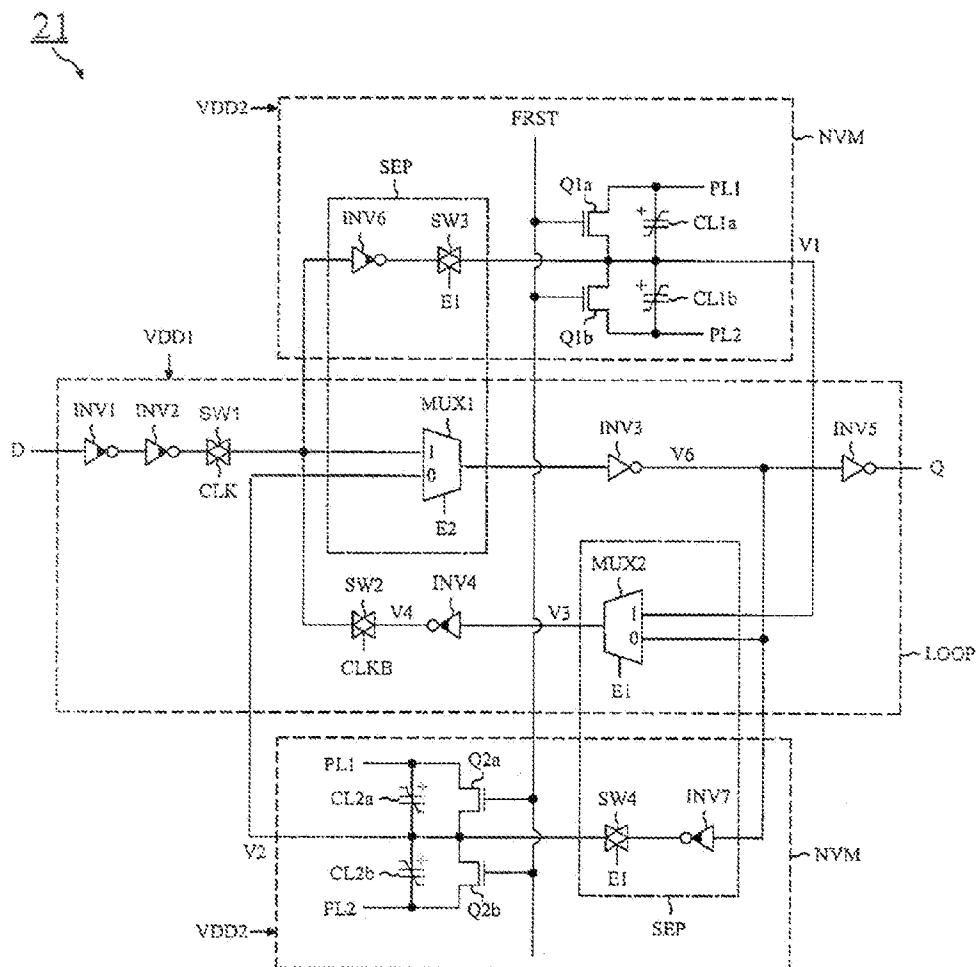 21
VDD2
FRST
NVM
SEP
Q1a
PL1
INV6
SW3
CL1a
V1
E1
CL1b
Q1b
PL2
VDD1
INV1
INV2
SW1
MUX1
INV3
INV5
D
1
V6
Q
CLK
0
E2
MUX2
SW2
INV4
V4
V3
1
0
CLKB
E1
LOOP
PL1
Q2a
CL2a
SW4
INV7
V2
CL2b
E1
NVM
PL2
Q2b
VDD2
SEP